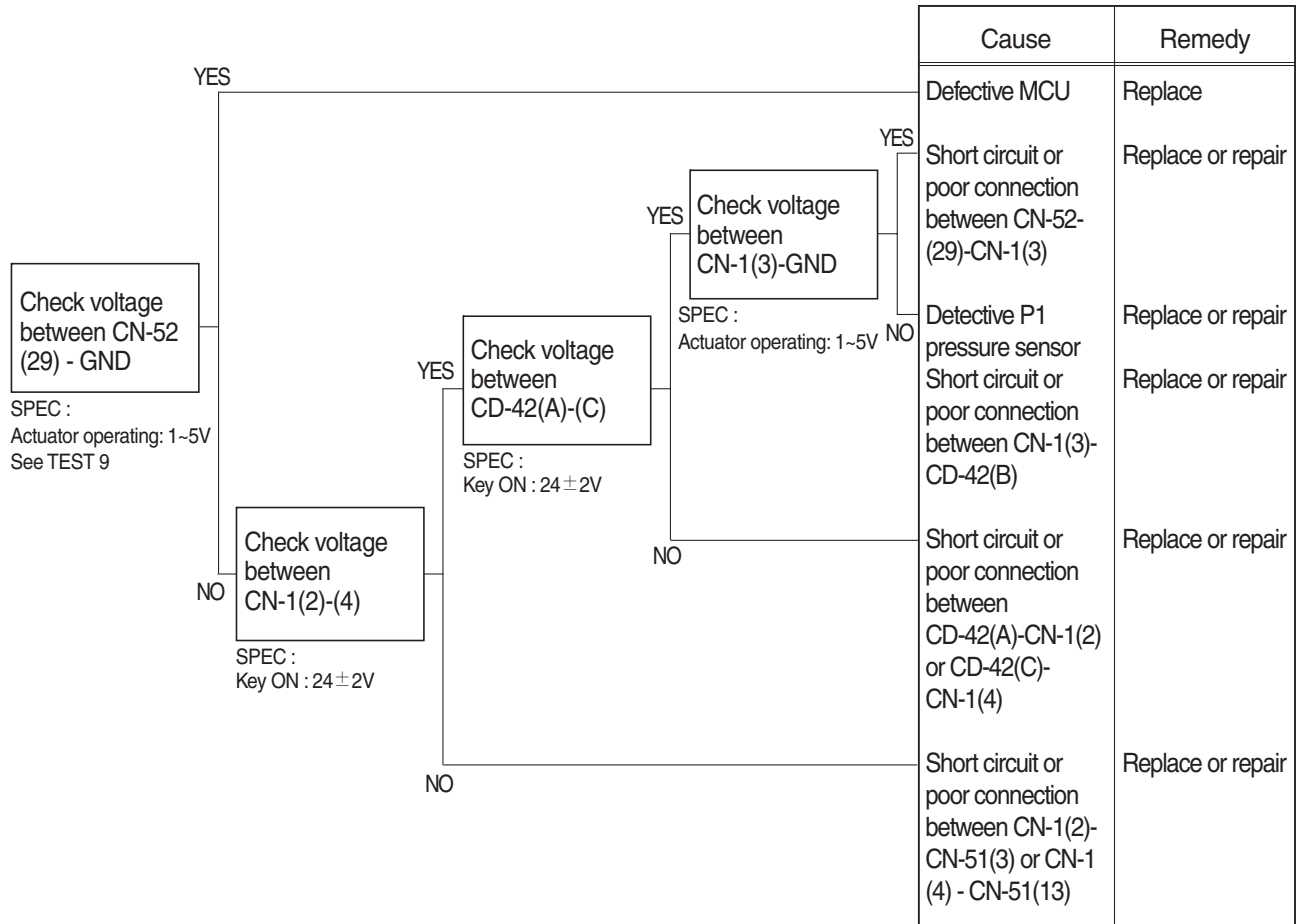 Cause Remedy
YES
Defective MCU Replace
YES
Short circuit or Replace or repair
poor connection
between CN-52-
(29)-CN-1(3)
YES
Check voltage
between
CN-1(3)-GND
SPEC :
Actuator operating: 1~5V
NO
Detective P1 Replace or repair
pressure sensor
Short circuit or Replace or repair
poor connection
between CN-1(3)-
CD-42(B)
Check voltage
between CN-52
(29) - GND
SPEC :
Actuator operating: 1~5V
See TEST 9
YES
Check voltage
between
CD-42(A)-(C)
SPEC :
Key ON : 24±2V
NO
Short circuit or Replace or repair
poor connection
between
CD-42(A)-CN-1(2)
or CD-42(C)-
CN-1(4)
NO
Check voltage
between
CN-1(2)-(4)
SPEC :
Key ON : 24±2V
NO
Short circuit or Replace or repair
poor connection
between CN-1(2)-
CN-51(3) or CN-1
(4) - CN-51(13)